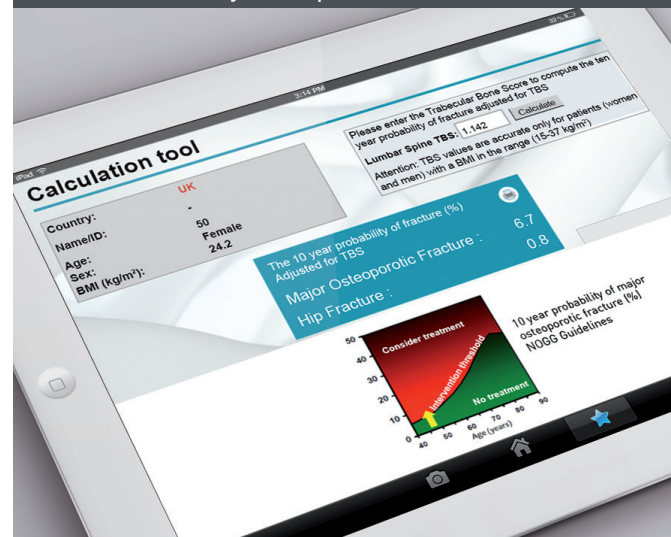 iPad
3:14 PM
32 %
Calculation tool
Country: UK
Name/ID: -
Age: 50
Sex: Female
BMI (kg/m²): 24.2
Please enter the Trabecular Bone Score to compute the ten
year probability of fracture adjusted for TBS
Lumbar Spine TBS: 1.142 Calculate
Attention: TBS values are accurate only for patients (women
and men) with a BMI in the range (15-37 kg/m²)
The 10 year probability of fracture (%)
Adjusted for TBS
Major Osteoporotic Fracture : 6.7
Hip Fracture : 0.8
50
40
30
20
10
0
Consider treatment
Intervention threshold
No treatment
40 50 60 70 80 90
Age (years)
10 year probability of major
osteoporotic fracture (%)
NOGG Guidelines